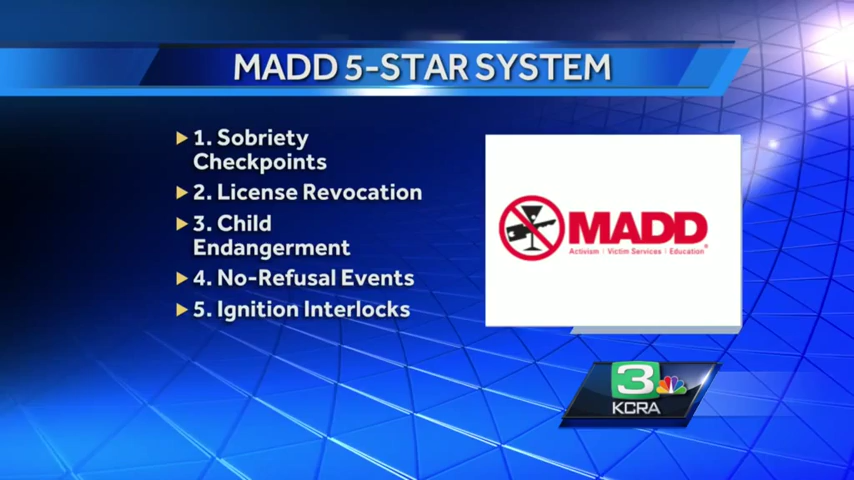 MADD 5-STAR SYSTEM
1. Sobriety
Checkpoints
2. License Revocation
3. Child
Endangerment
4. No-Refusal Events
5. Ignition Interlocks
MADD
Activism | Victim Services | Education
3
KCRA